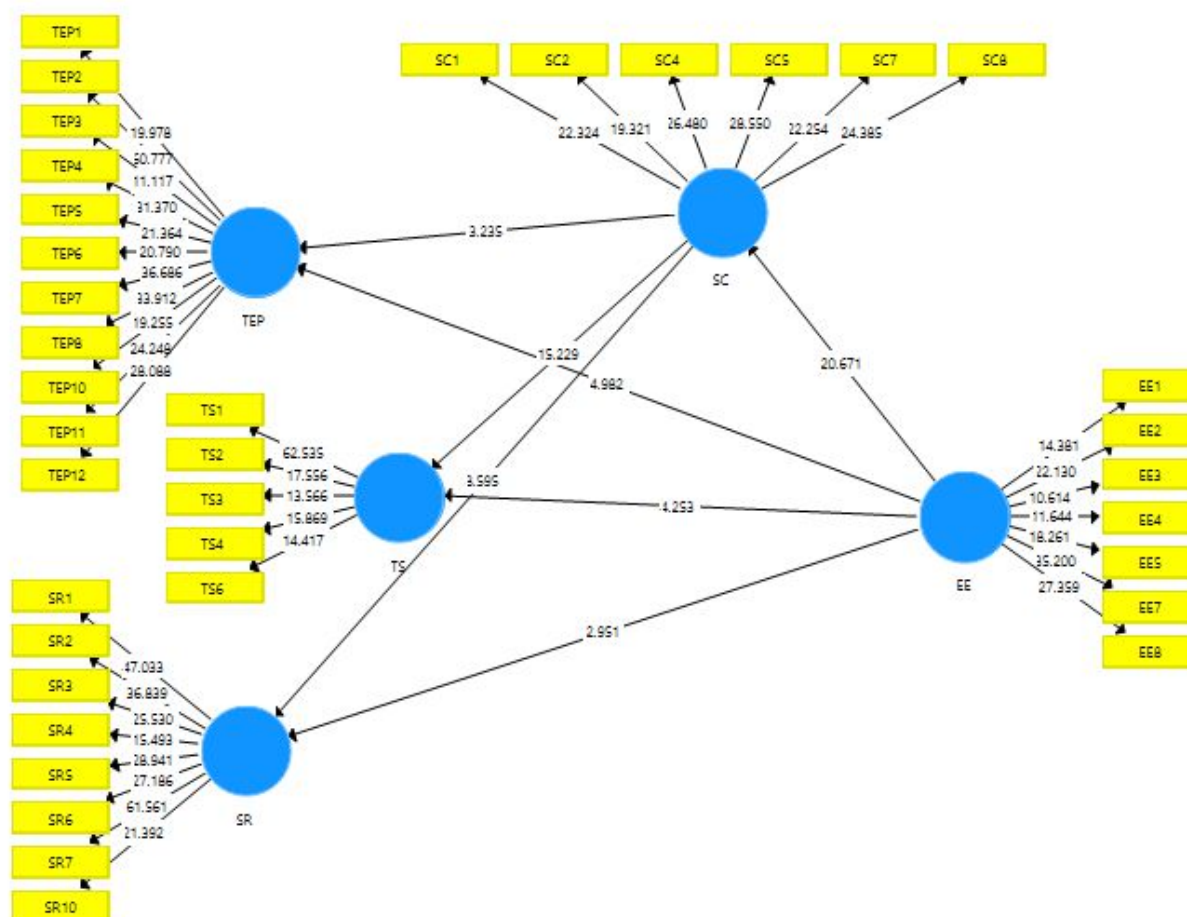 TEP1
TEP2
TEP3
TEP4
TEP5
TEP6
TEP7
TEP8
TEP10
TEP11
TEP12
19.978
50.777
11.117
31.370
21.364
20.790
36.686
33.912
19.255
24.248
28.088
TEP
SC1
SC2
SC4
SC5
SC7
SC8
22.324
19.321
26.480
28.550
22.254
24.385
SC
3.235
15.229
4.982
20.671
3.595
4.253
2.951
TS1
TS2
TS3
TS4
TS6
62.535
17.556
13.566
15.869
14.417
TS
EE1
EE2
EE3
EE4
EE5
EE7
EE8
14.381
22.130
10.614
11.644
18.261
35.200
27.359
EE
SR1
SR2
SR3
SR4
SR5
SR6
SR7
SR10
47.033
36.839
25.530
15.493
28.941
27.186
61.561
21.392
SR